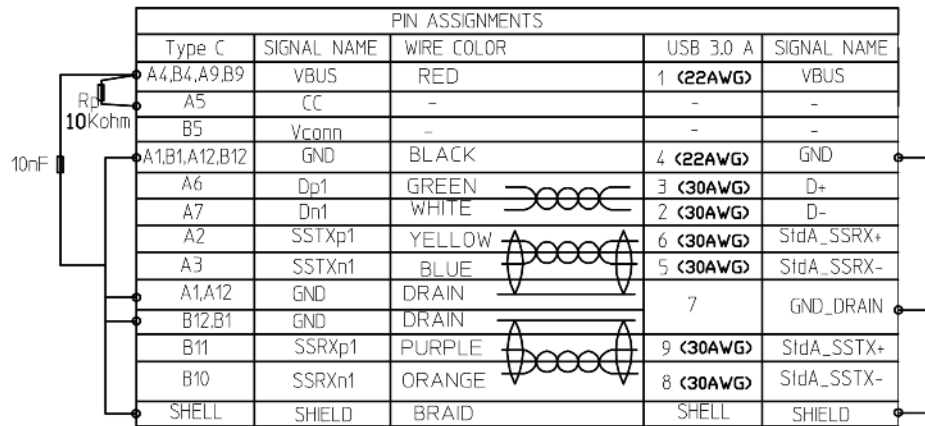 PIN ASSIGNMENTS
Type C SIGNAL NAME WIRE COLOR USB 3.0 A SIGNAL NAME
A4,B4,A9,B9 VBUS RED 1 (22AWG) VBUS
Rp A5 CC - - -
10Kohm B5 Vconn - - -
10nF A1,B1,A12,B12 GND BLACK 4 (22AWG) GND
A6 Dp1 GREEN 3 (30AWG) D+
A7 Dn1 WHITE 2 (30AWG) D-
A2 SSTXp1 YELLOW 6 (30AWG) StdA_SSRX+
A3 SSTXn1 BLUE 5 (30AWG) StdA_SSRX-
A1,A12 GND DRAIN 7 GND_DRAIN
B12,B1 GND DRAIN
B11 SSRXp1 PURPLE 9 (30AWG) StdA_SSTX+
B10 SSRXn1 ORANGE 8 (30AWG) StdA_SSTX-
SHELL SHIELD BRAID SHELL SHIELD